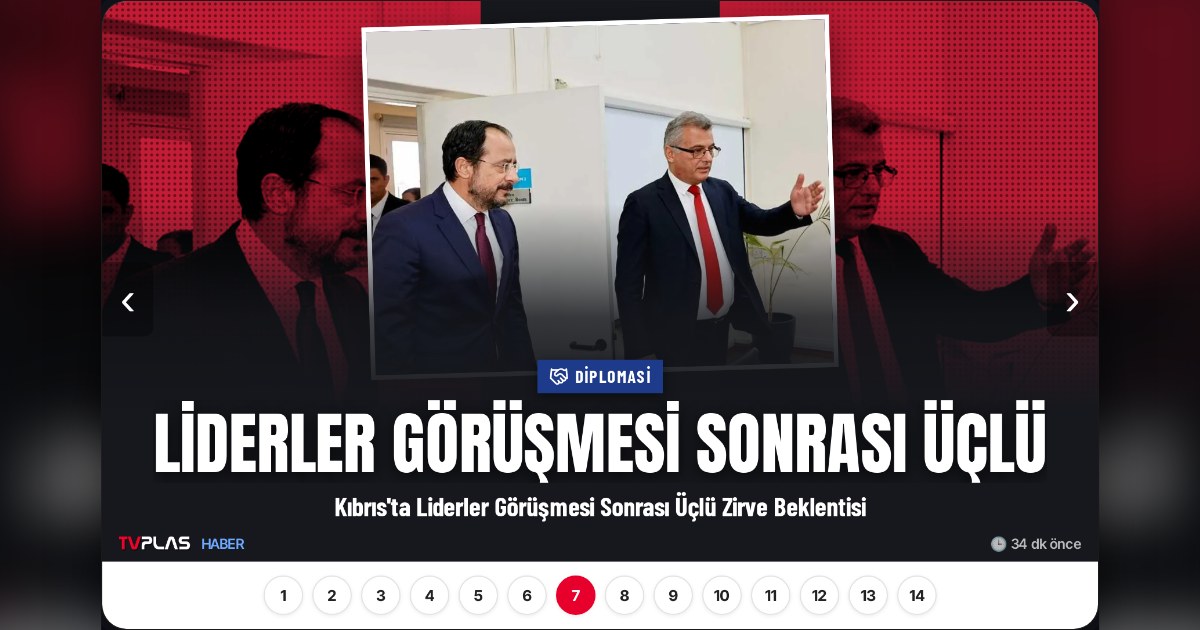 DİPLOMASİ
LİDERLER GÖRÜŞMESİ SONRASI ÜÇLÜ
Kıbrıs'ta Liderler Görüşmesi Sonrası Üçlü Zirve Beklentisi
TVPLAS HABER
34 dk önce
1 2 3 4 5 6 7 8 9 10 11 12 13 14